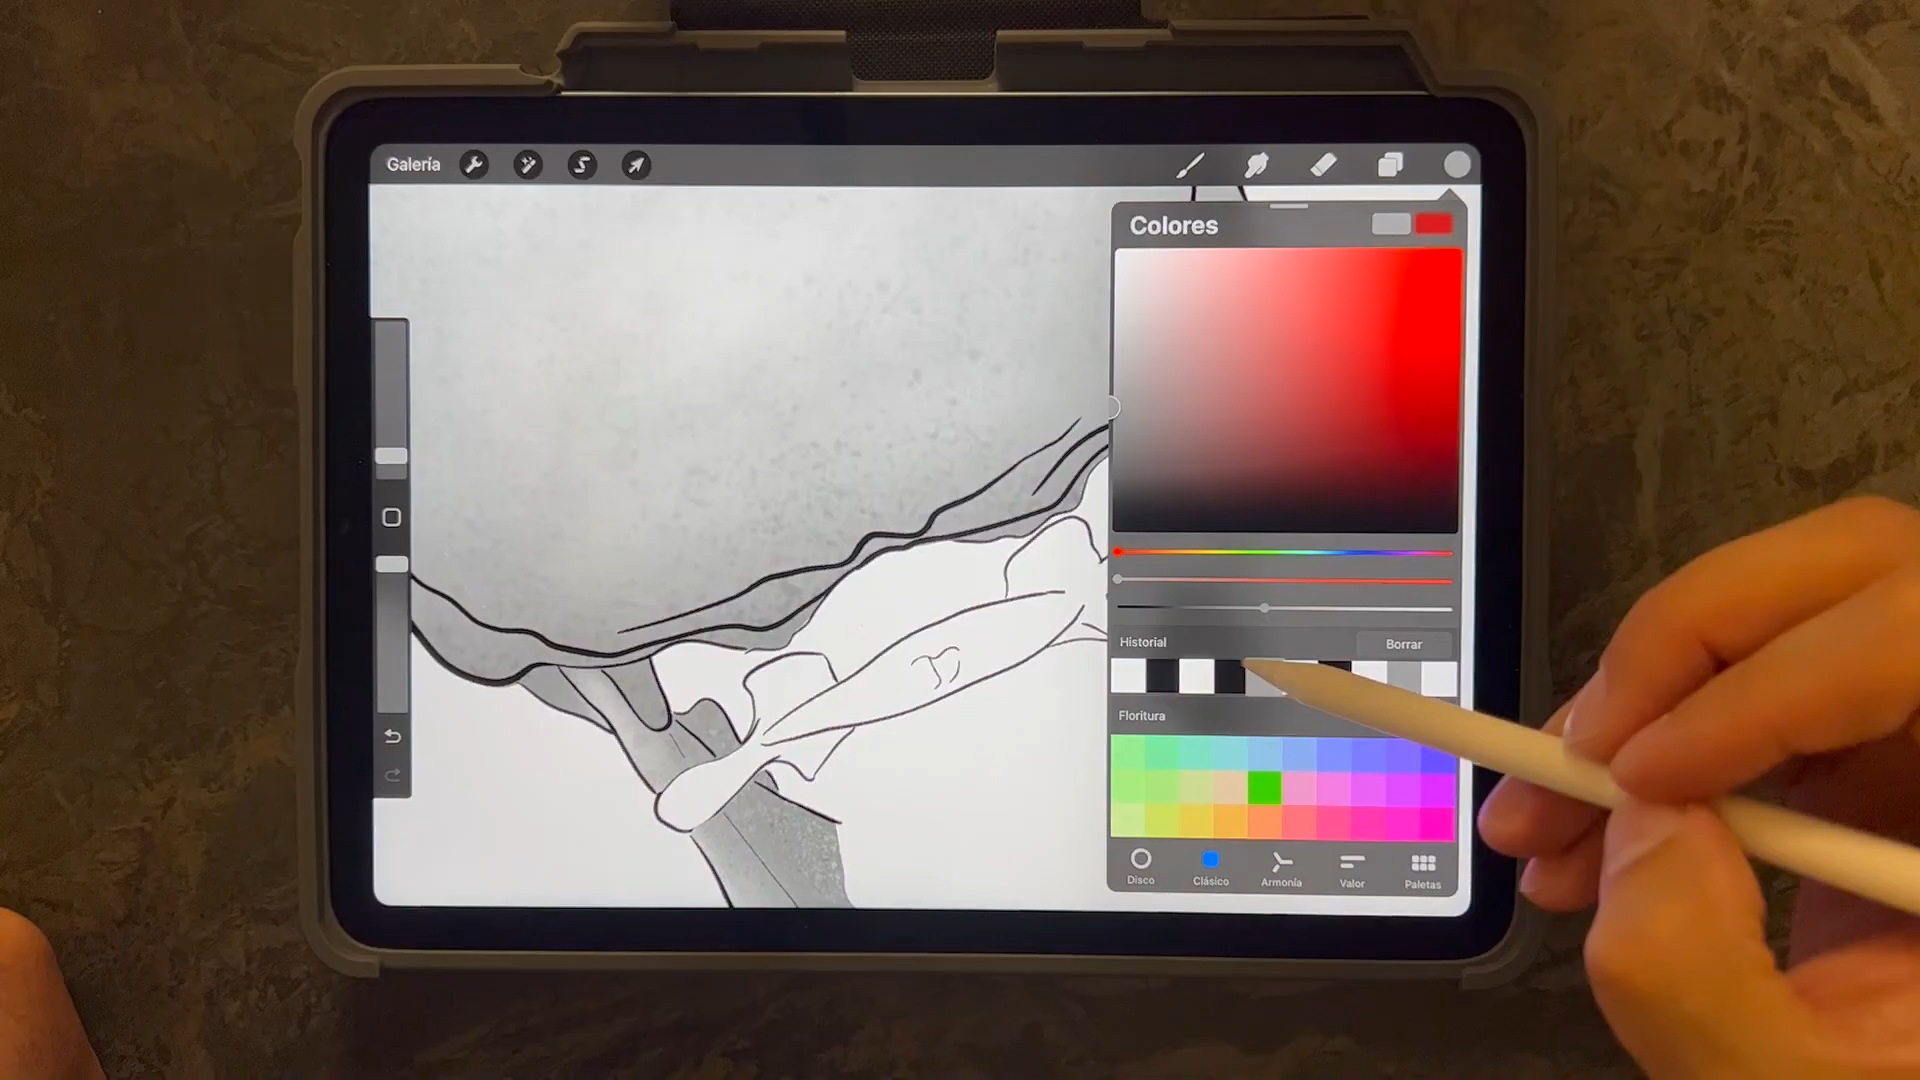 Galería
Colores
Historial
Borrar
Floritura
Disco
Clásico
Armonía
Valor
Paletas